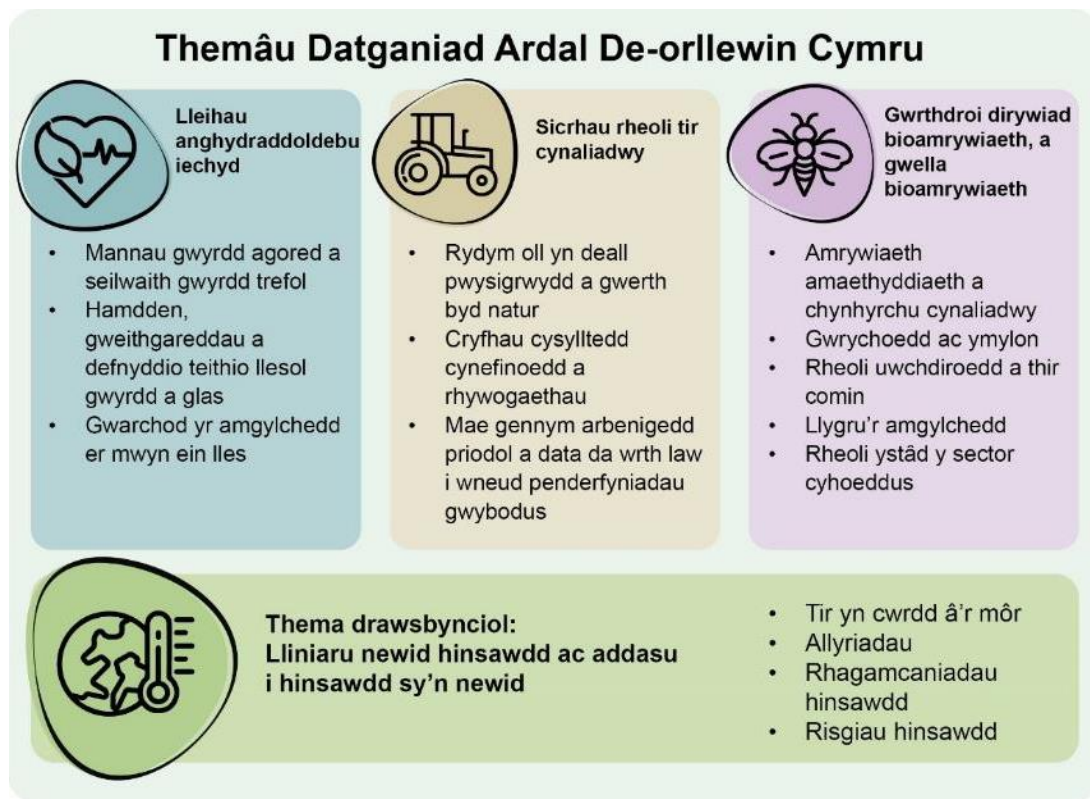 Themâu Datganiad Ardal De-orllewin Cymru
Lleihau
anghydraddoldebu
iechyd
Mannau gwyrdd agored a
seilwaith gwyrdd trefol
Hamdden,
gweithgareddau a
defnyddio teithio llesol
gwyrdd a glas
Gwarchod yr amgylchedd
er mwyn ein lles
Sicrhau rheoli tir
cynaliadwy
Rydym oll yn deall
pwysigrwydd a gwerth
byd natur
Cryfhau cysylltedd
cynefinoedd a
rhywogaethau
Mae gennym arbenigedd
priodol a data da wrth law
i wneud penderfyniadau
gwybodus
Gwrthdroi dirywiad
bioamrywiaeth, a
gwella
bioamrywiaeth
Amrywiaeth
amaethyddiaeth a
chynhyrchu cynaliadwy
Gwrychoedd ac ymylon
Rheoli uwchdiroedd a thir
comin
Llygru'r amgylchedd
Rheoli ystâd y sector
cyhoeddus
Thema drawsbynciol:
Lliniaru newid hinsawdd ac addasu
i hinsawdd sy'n newid
Tir yn cwrdd â'r môr
Allyriadau
Rhagamcaniadau
hinsawdd
Risgiau hinsawdd